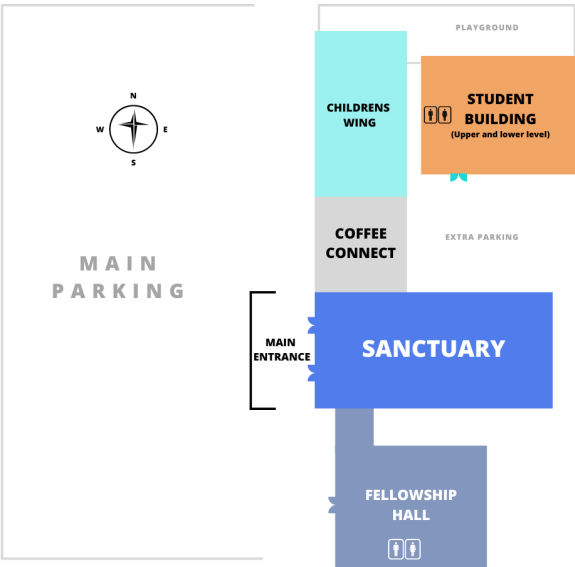 PLAYGROUND
N
W
E
S
CHILDRENS
WING
STUDENT
BUILDING
(Upper and lower level)
COFFEE
CONNECT
EXTRA PARKING
MAIN
PARKING
MAIN
ENTRANCE
SANCTUARY
FELLOWSHIP
HALL